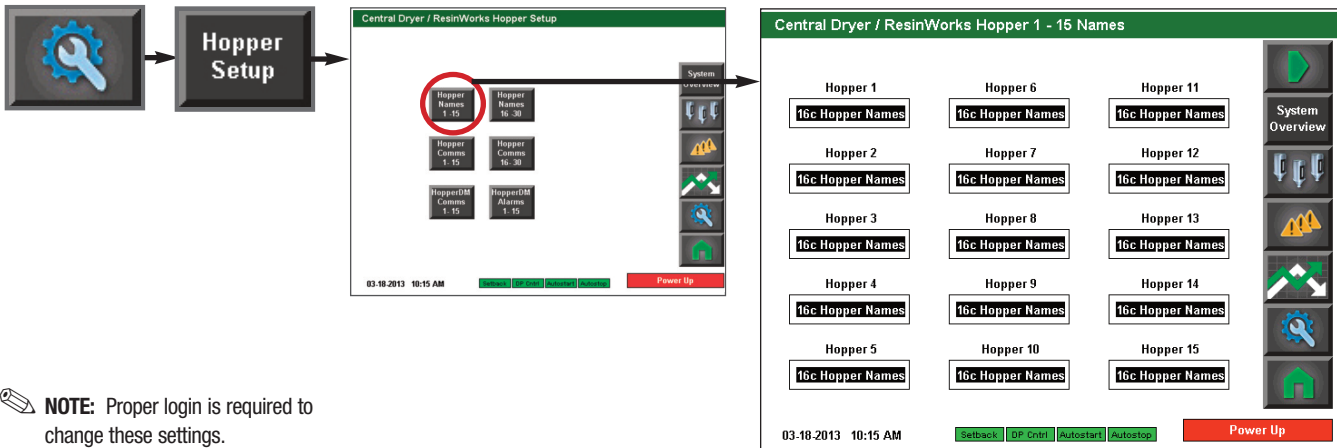 Hopper
Setup
Central Dryer / ResinWorks Hopper Setup
System
Overview
Hopper
Names
1 -15
Hopper
Names
16 -30
Hopper
Comms
1- 15
Hopper
Comms
16- 30
HopperDM
Comms
1- 15
HopperDM
Alarms
1- 15
03-18-2013 10:15 AM
Setback DP Cntrl Autostart Autostop
Power Up
NOTE: Proper login is required to
change these settings.
Central Dryer / ResinWorks Hopper 1 - 15 Names
Hopper 1 Hopper 6 Hopper 11
16c Hopper Names 16c Hopper Names 16c Hopper Names
System
Overview
Hopper 2 Hopper 7 Hopper 12
16c Hopper Names 16c Hopper Names 16c Hopper Names
Hopper 3 Hopper 8 Hopper 13
16c Hopper Names 16c Hopper Names 16c Hopper Names
Hopper 4 Hopper 9 Hopper 14
16c Hopper Names 16c Hopper Names 16c Hopper Names
Hopper 5 Hopper 10 Hopper 15
16c Hopper Names 16c Hopper Names 16c Hopper Names
03-18-2013 10:15 AM
Setback DP Cntrl Autostart Autostop
Power Up